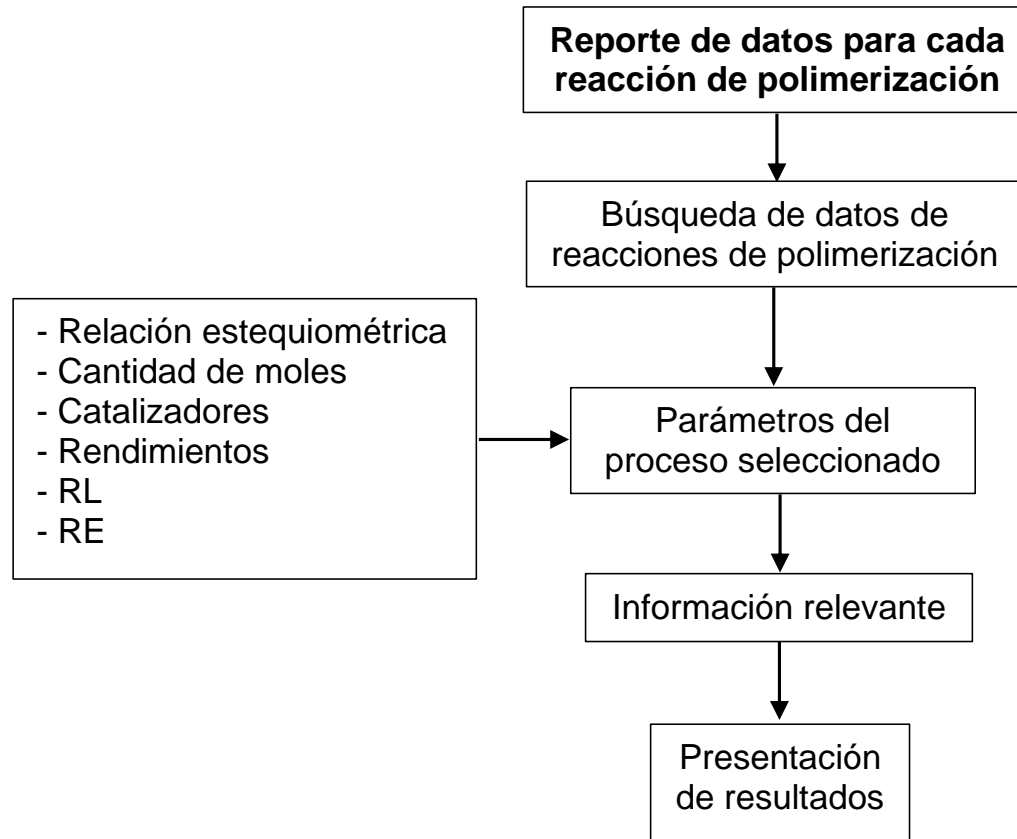 Reporte de datos para cada
reacción de polimerización
Búsqueda de datos de
reacciones de polimerización
- Relación estequiométrica
- Cantidad de moles
- Catalizadores
- Rendimientos
- RL
- RE
Parámetros del
proceso seleccionado
Información relevante
Presentación
de resultados